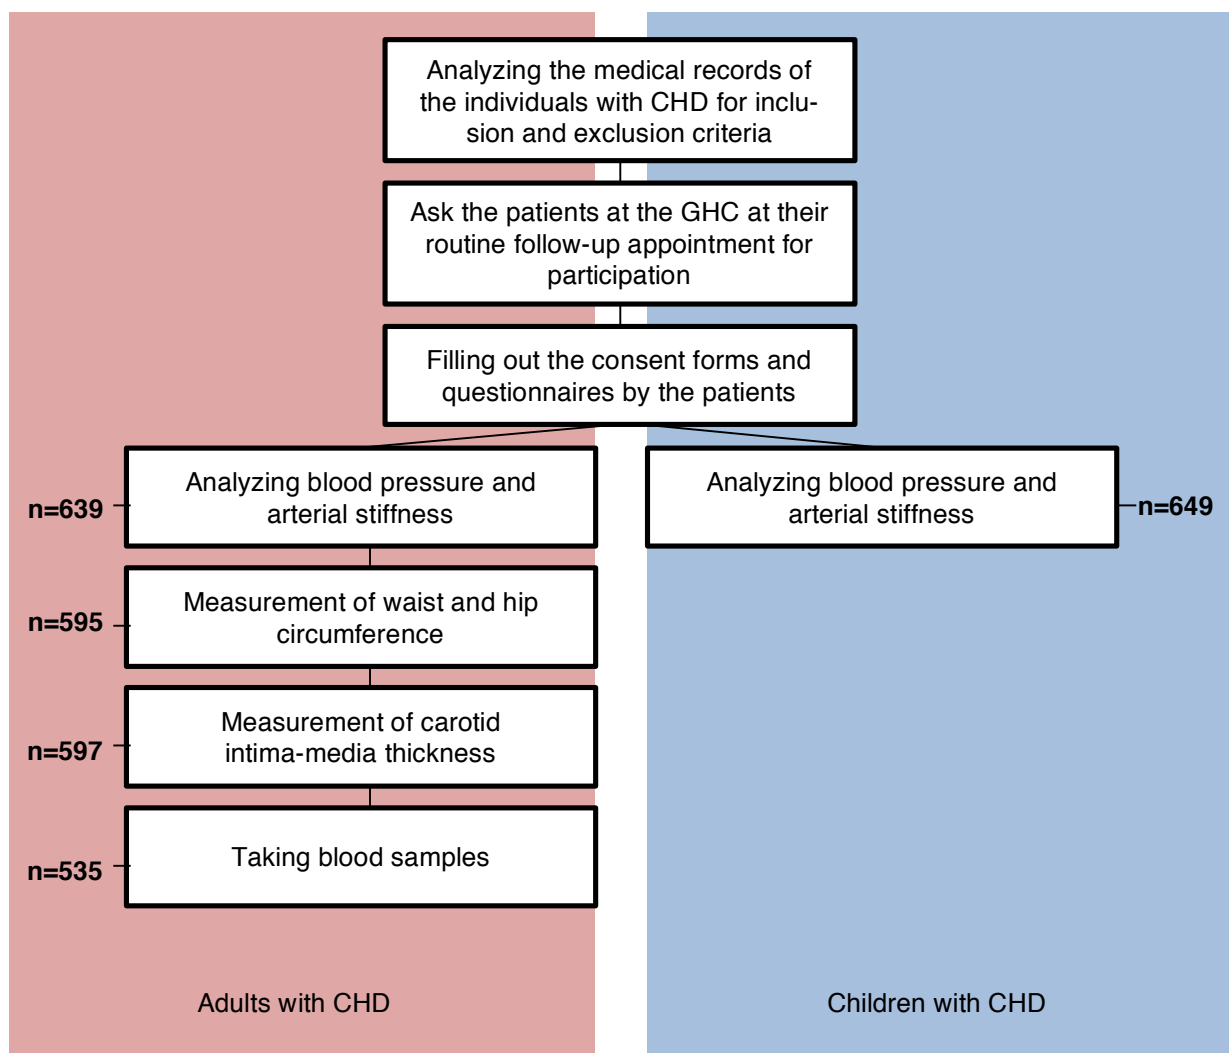 Analyzing the medical records of
the individuals with CHD for inclu-
sion and exclusion criteria
Ask the patients at the GHC at their
routine follow-up appointment for
participation
Filling out the consent forms and
questionnaires by the patients
Analyzing blood pressure and
arterial stiffness
n=639
Analyzing blood pressure and
arterial stiffness
n=649
Measurement of waist and hip
circumference
n=595
Measurement of carotid
intima-media thickness
n=597
Taking blood samples
n=535
Adults with CHD
Children with CHD